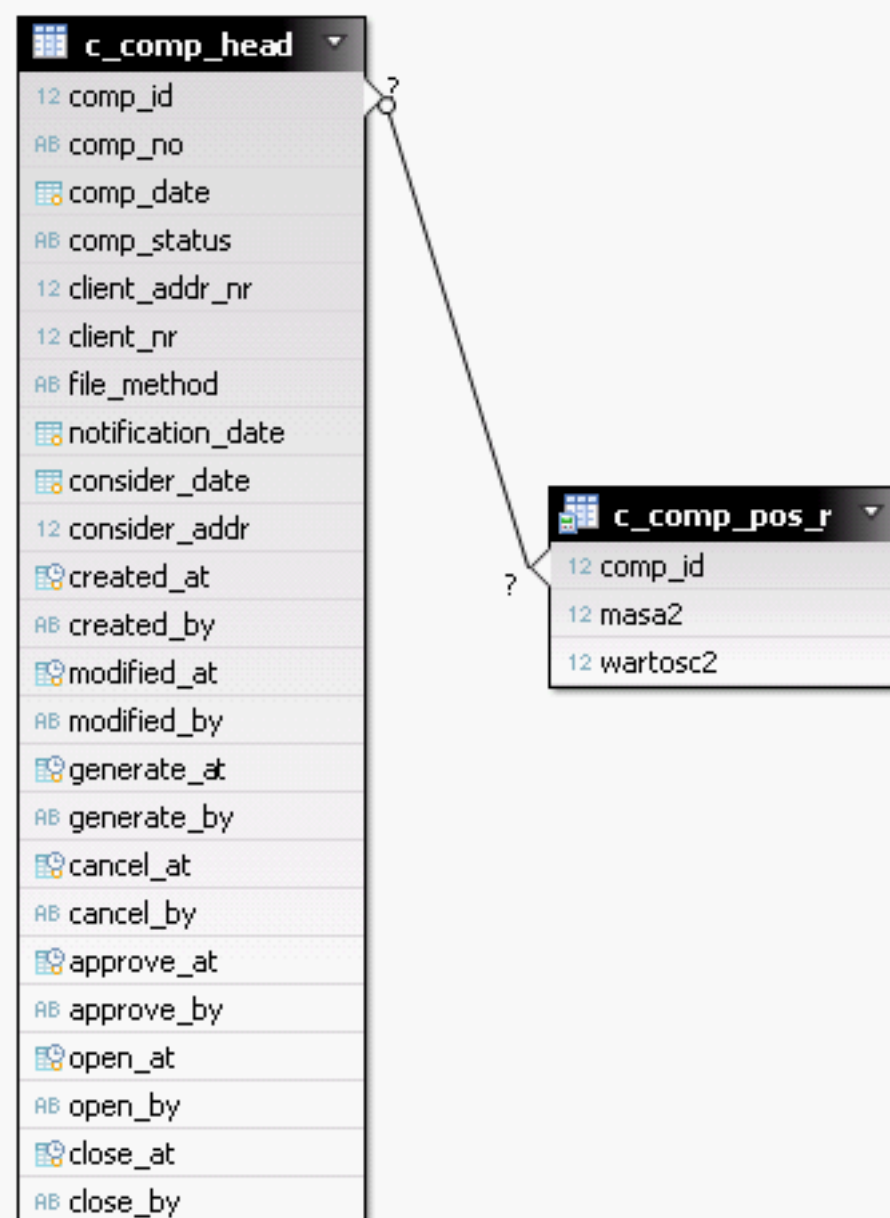 c_comp_head
12 comp_id
?
AB comp_no
comp_date
AB comp_status
12 client_addr_nr
12 client_nr
AB file_method
notification_date
consider_date
12 consider_addr
created_at
AB created_by
modified_at
AB modified_by
generate_at
AB generate_by
cancel_at
AB cancel_by
approve_at
AB approve_by
open_at
AB open_by
close_at
AB close_by
c_comp_pos_r
12 comp_id
?
12 masa2
12 wartosc2